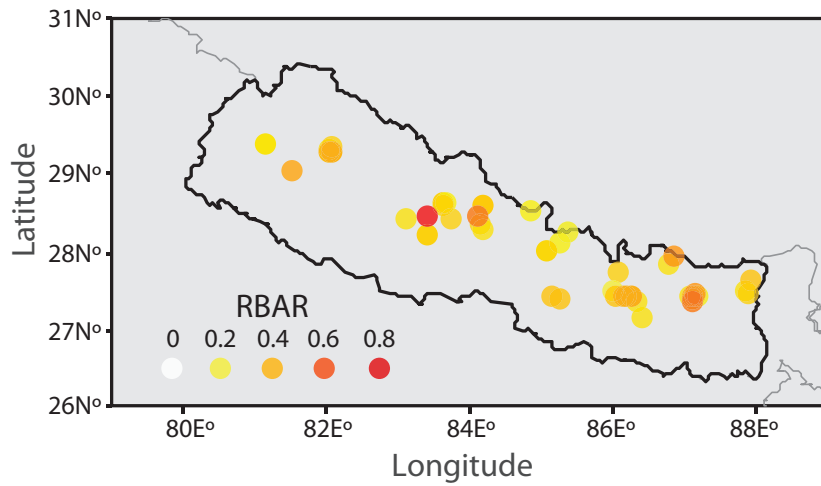 31Nº
30Nº
29Nº
28Nº
27Nº
26Nº
Latitude
RBAR
0 0.2 0.4 0.6 0.8
80Eº 82Eº 84Eº 86Eº 88Eº
Longitude